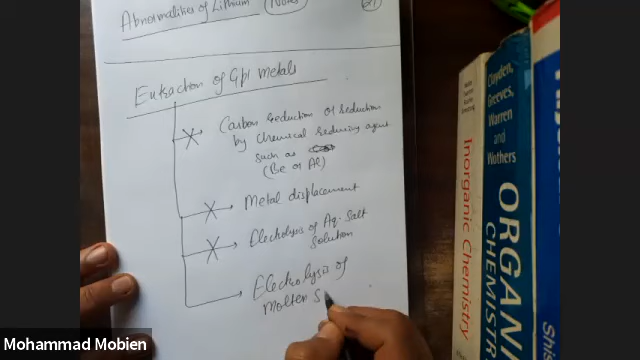 Abnormalities of Lithium
Notes
Extraction of Gp1 Metals
Carbon Reduction or reduction
by chemical reducing agent
such as
(Be or Al)
Metal displacement
Electrolysis of Aq. Salt
solution
Electrolysis of
Molten S
Inorganic Chemistry
Clayden,
Greeves,
Warren
and
Wothers
ORGAN
CHEMISTRY
Mohammad Mobien